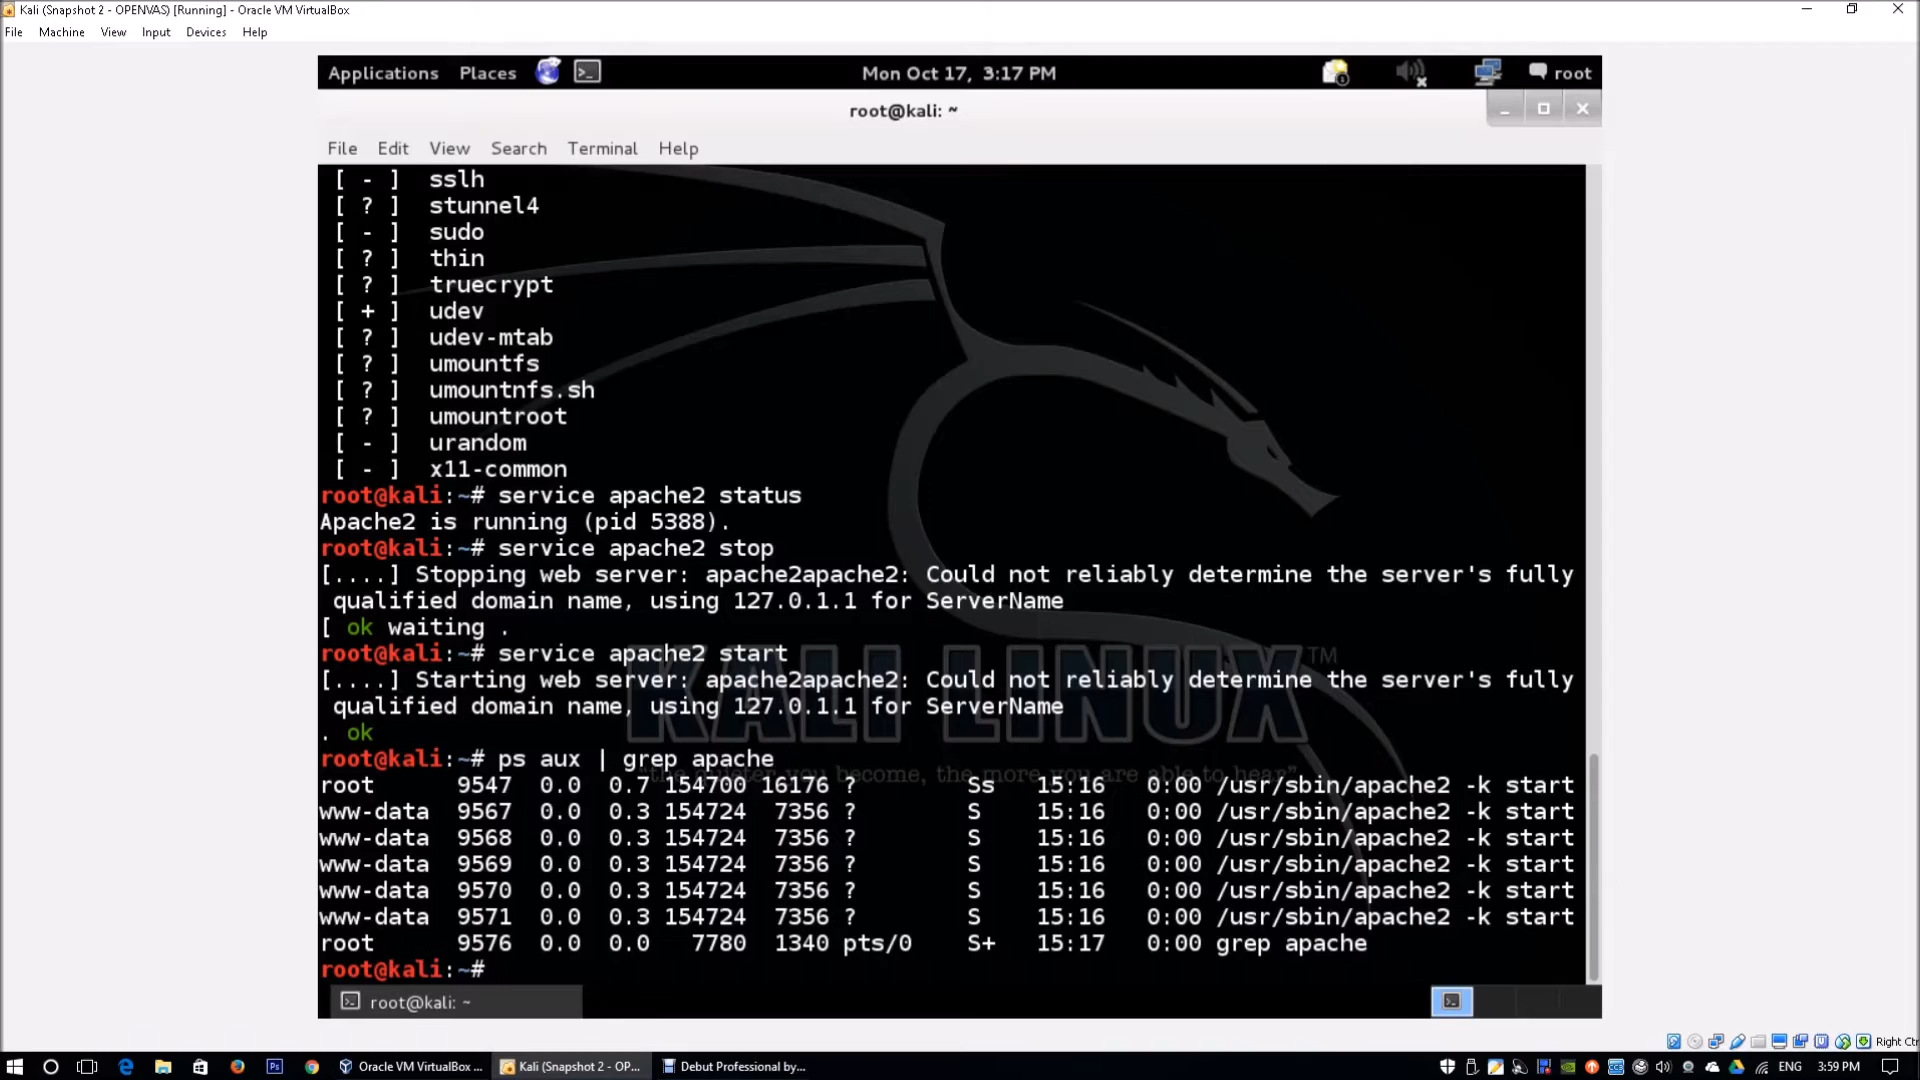 Kali (Snapshot 2 - OPENVAS) [Running] - Oracle VM VirtualBox
File Machine View Input Devices Help
Applications Places Mon Oct 17, 3:17 PM root
root@kali: ~
File Edit View Search Terminal Help
[ - ] sslh
[ ? ] stunnel4
[ - ] sudo
[ ? ] thin
[ ? ] truecrypt
[ + ] udev
[ ? ] udev-mtab
[ ? ] umountfs
[ ? ] umountnfs.sh
[ ? ] umountroot
[ - ] urandom
[ - ] x11-common
root@kali:~# service apache2 status
Apache2 is running (pid 5388).
root@kali:~# service apache2 stop
[....] Stopping web server: apache2apache2: Could not reliably determine the server's fully
qualified domain name, using 127.0.1.1 for ServerName
[ ok waiting .
root@kali:~# service apache2 start
[....] Starting web server: apache2apache2: Could not reliably determine the server's fully
qualified domain name, using 127.0.1.1 for ServerName
. ok
KALI LINUX™
root@kali:~# ps aux | grep apache
"the quieter you become, the more you are able to hear"
root 9547 0.0 0.7 154700 16176 ? Ss 15:16 0:00 /usr/sbin/apache2 -k start
www-data 9567 0.0 0.3 154724 7356 ? S 15:16 0:00 /usr/sbin/apache2 -k start
www-data 9568 0.0 0.3 154724 7356 ? S 15:16 0:00 /usr/sbin/apache2 -k start
www-data 9569 0.0 0.3 154724 7356 ? S 15:16 0:00 /usr/sbin/apache2 -k start
www-data 9570 0.0 0.3 154724 7356 ? S 15:16 0:00 /usr/sbin/apache2 -k start
www-data 9571 0.0 0.3 154724 7356 ? S 15:16 0:00 /usr/sbin/apache2 -k start
root 9576 0.0 0.0 7780 1340 pts/0 S+ 15:17 0:00 grep apache
root@kali:~#
root@kali: ~
Right Ctr
Oracle VM VirtualBox ... Kali (Snapshot 2 - OP... Debut Professional by... ENG 3:59 PM